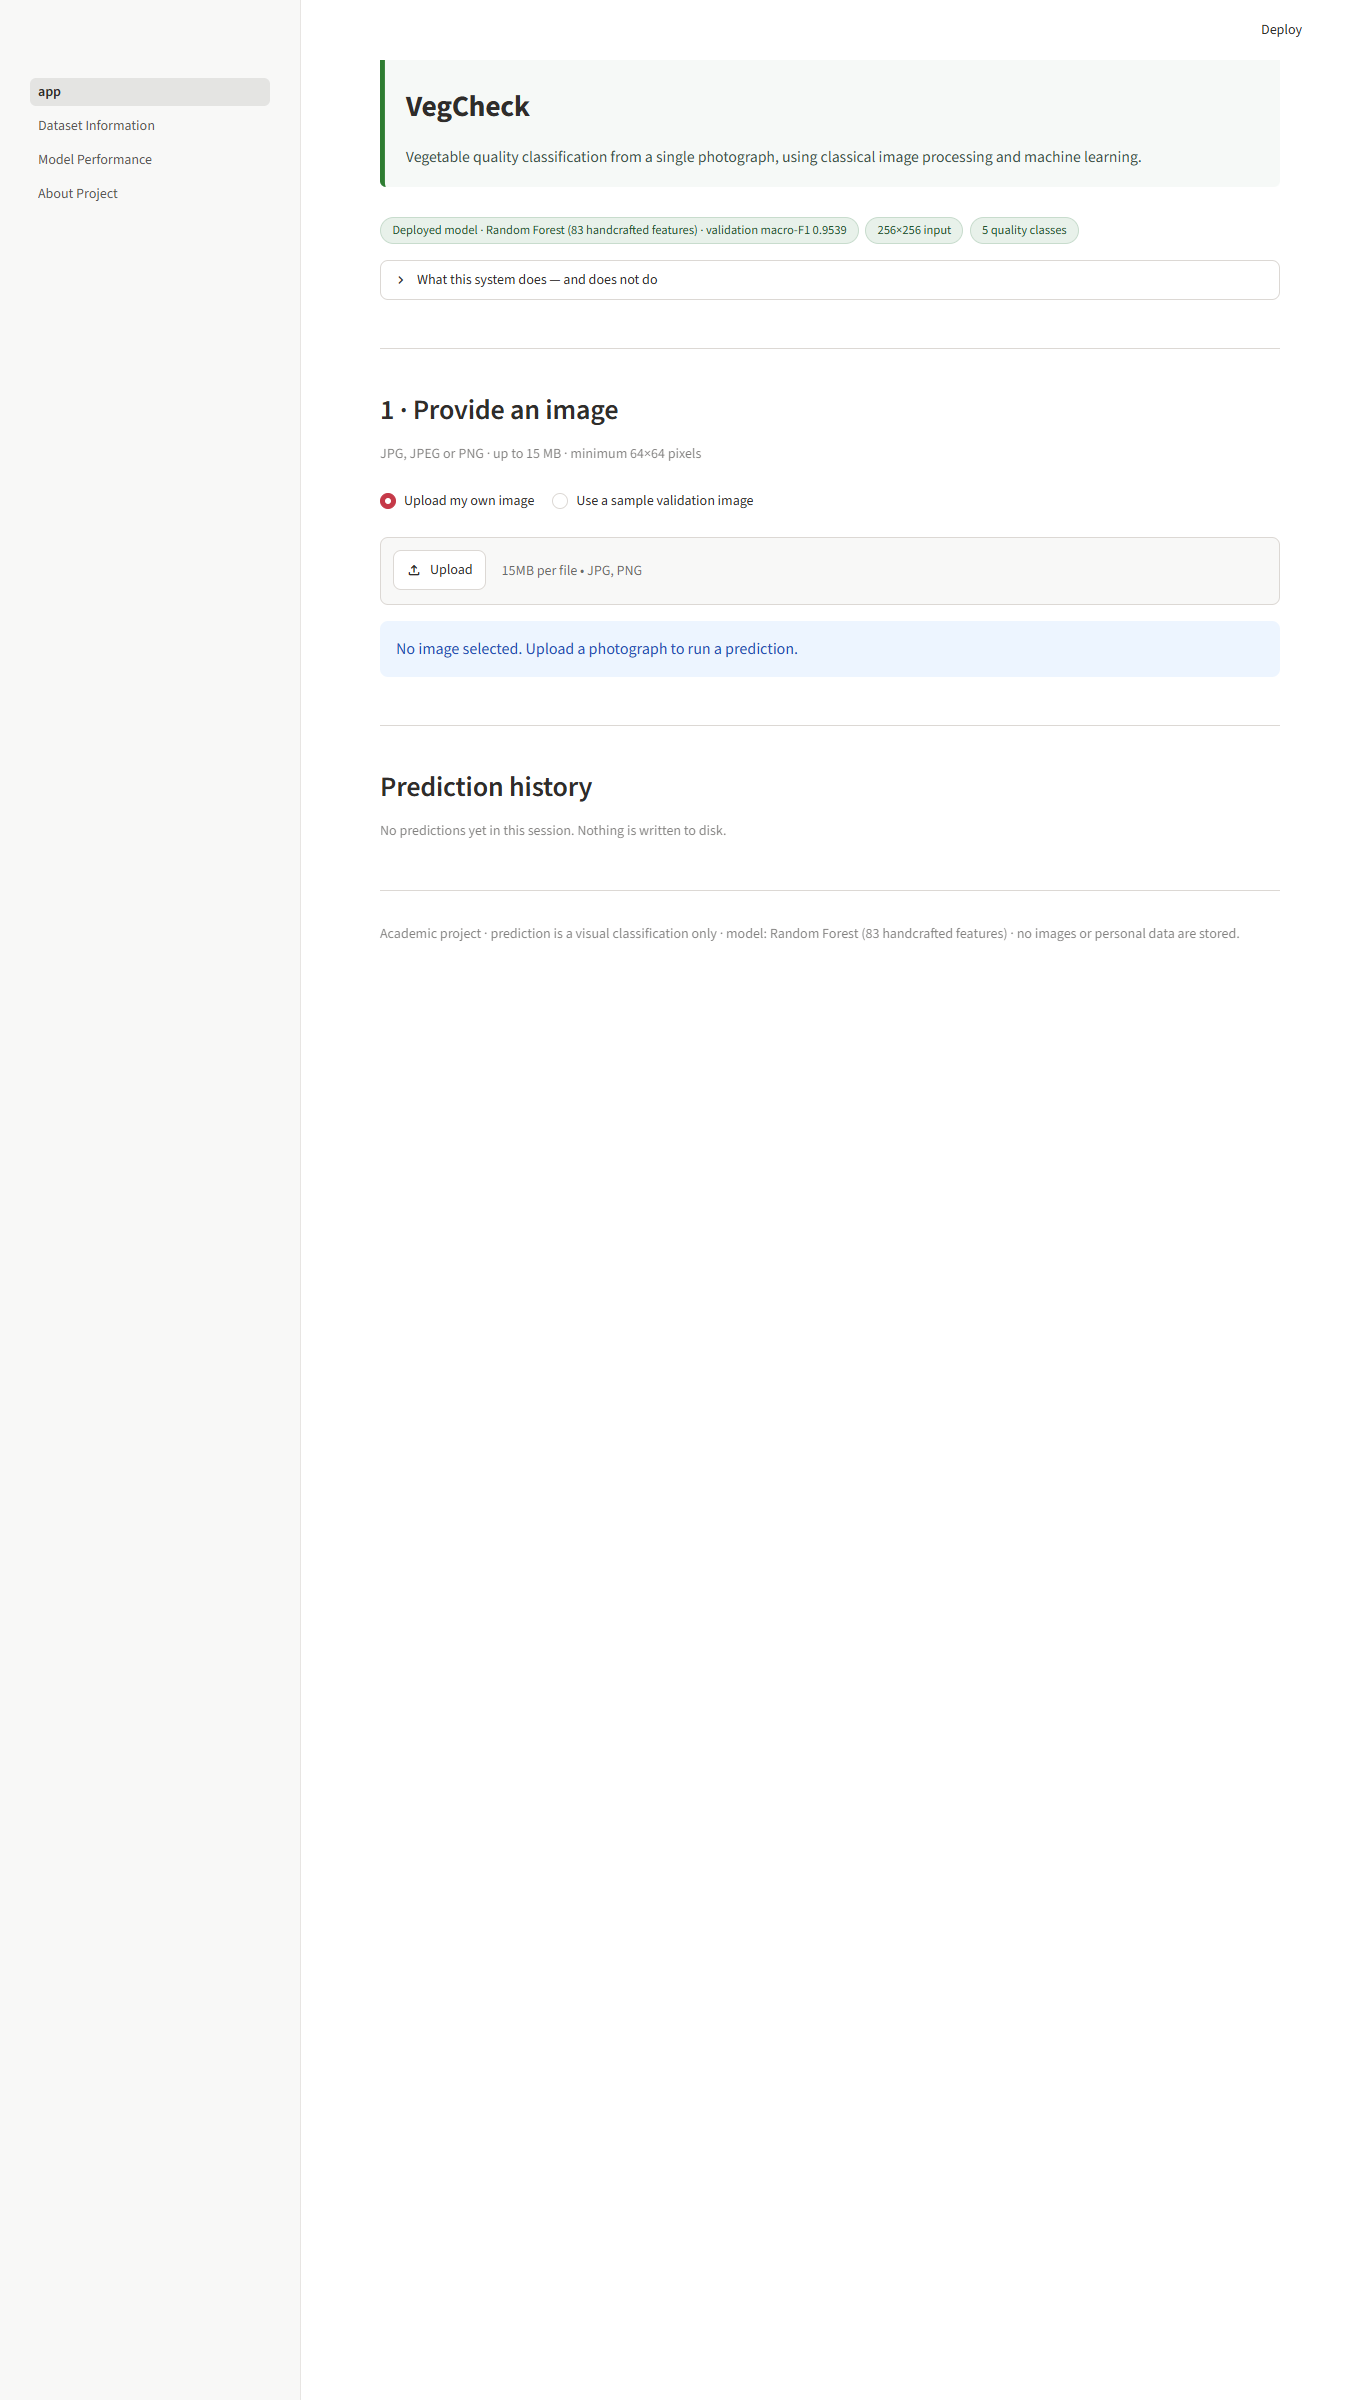 Deploy
app
Dataset Information
Model Performance
About Project
VegCheck
Vegetable quality classification from a single photograph, using classical image processing and machine learning.
Deployed model · Random Forest (83 handcrafted features) · validation macro-F1 0.9539
256×256 input
5 quality classes
What this system does — and does not do
1 · Provide an image
JPG, JPEG or PNG · up to 15 MB · minimum 64×64 pixels
Upload my own image
Use a sample validation image
Upload
15MB per file • JPG, PNG
No image selected. Upload a photograph to run a prediction.
Prediction history
No predictions yet in this session. Nothing is written to disk.
Academic project · prediction is a visual classification only · model: Random Forest (83 handcrafted features) · no images or personal data are stored.